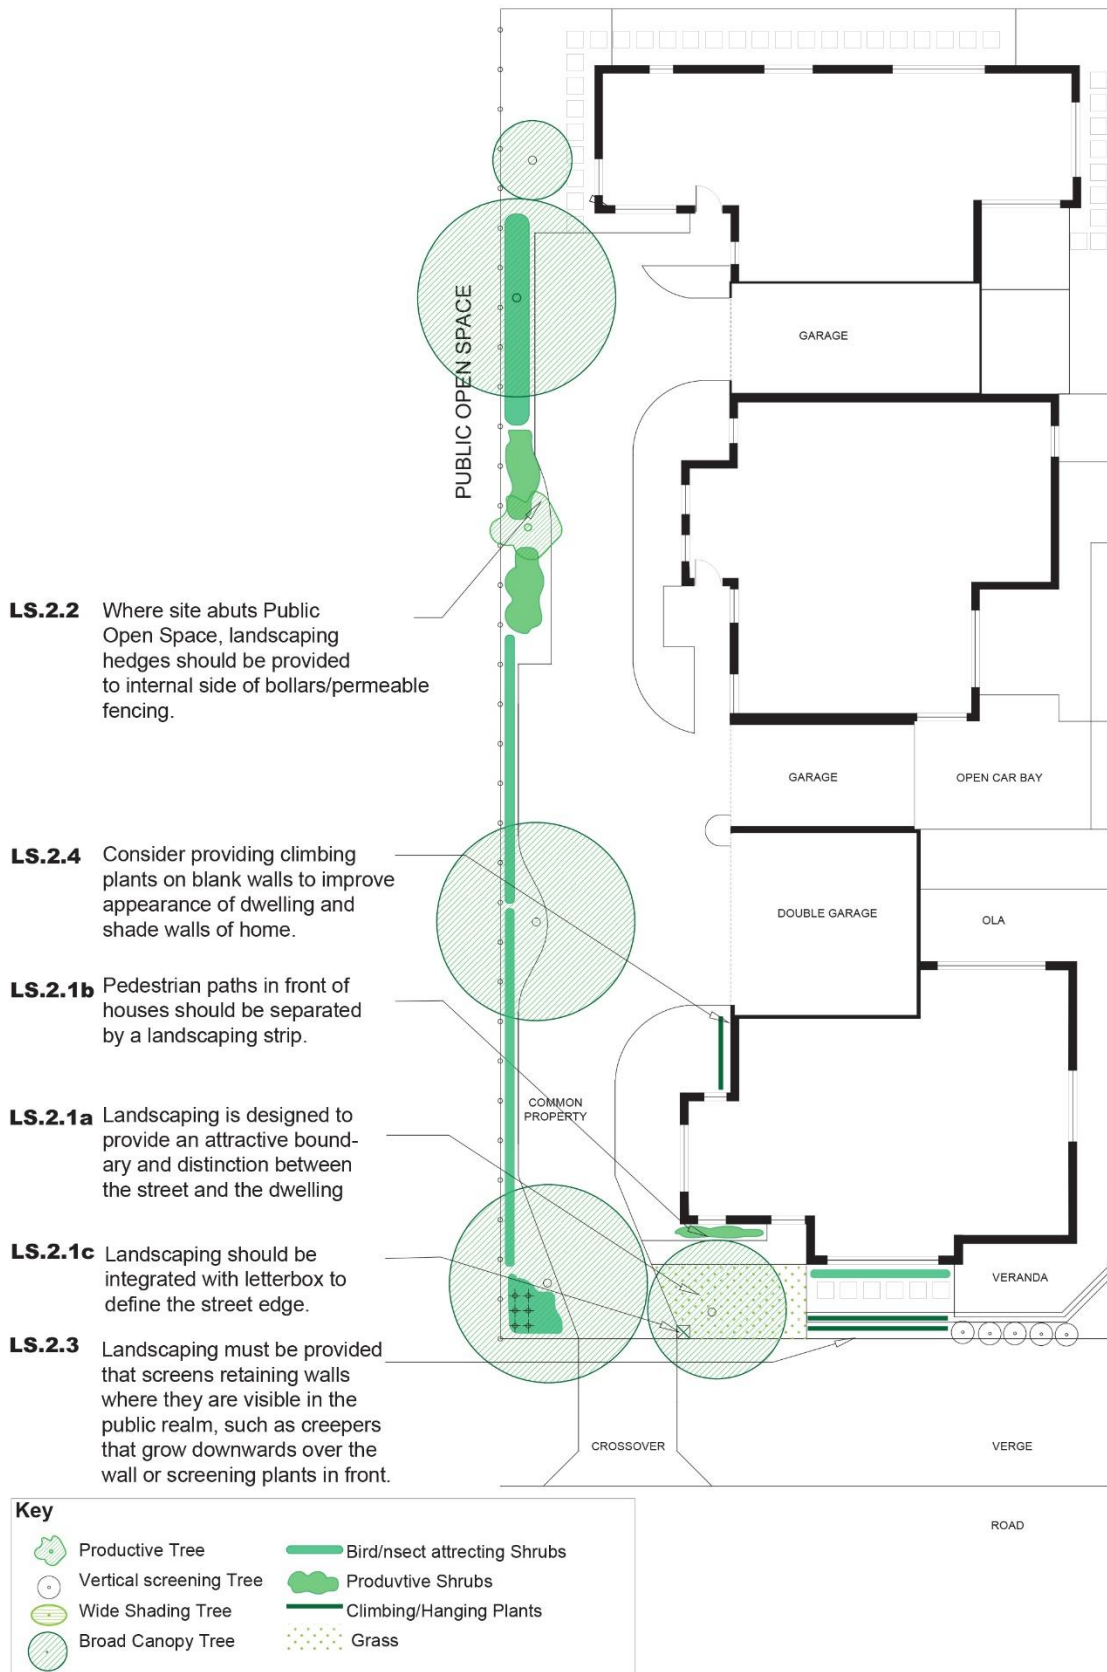 GARAGE
PUBLIC OPEN SPACE
LS.2.2 Where site abuts Public
Open Space, landscaping
hedges should be provided
to internal side of bollars/permeable
fencing.
GARAGE
OPEN CAR BAY
LS.2.4 Consider providing climbing
plants on blank walls to improve
appearance of dwelling and
shade walls of home.
DOUBLE GARAGE
OLA
LS.2.1b Pedestrian paths in front of
houses should be separated
by a landscaping strip.
COMMON
PROPERTY
LS.2.1a Landscaping is designed to
provide an attractive bound-
ary and distinction between
the street and the dwelling
LS.2.1c Landscaping should be
integrated with letterbox to
define the street edge.
VERANDA
LS.2.3 Landscaping must be provided
that screens retaining walls
where they are visible in the
public realm, such as creepers
that grow downwards over the
wall or screening plants in front.
CROSSOVER
VERGE
ROAD
Key
Productive Tree
Vertical screening Tree
Wide Shading Tree
Broad Canopy Tree
Bird/nsect attrecting Shrubs
Produvtive Shrubs
Climbing/Hanging Plants
Grass